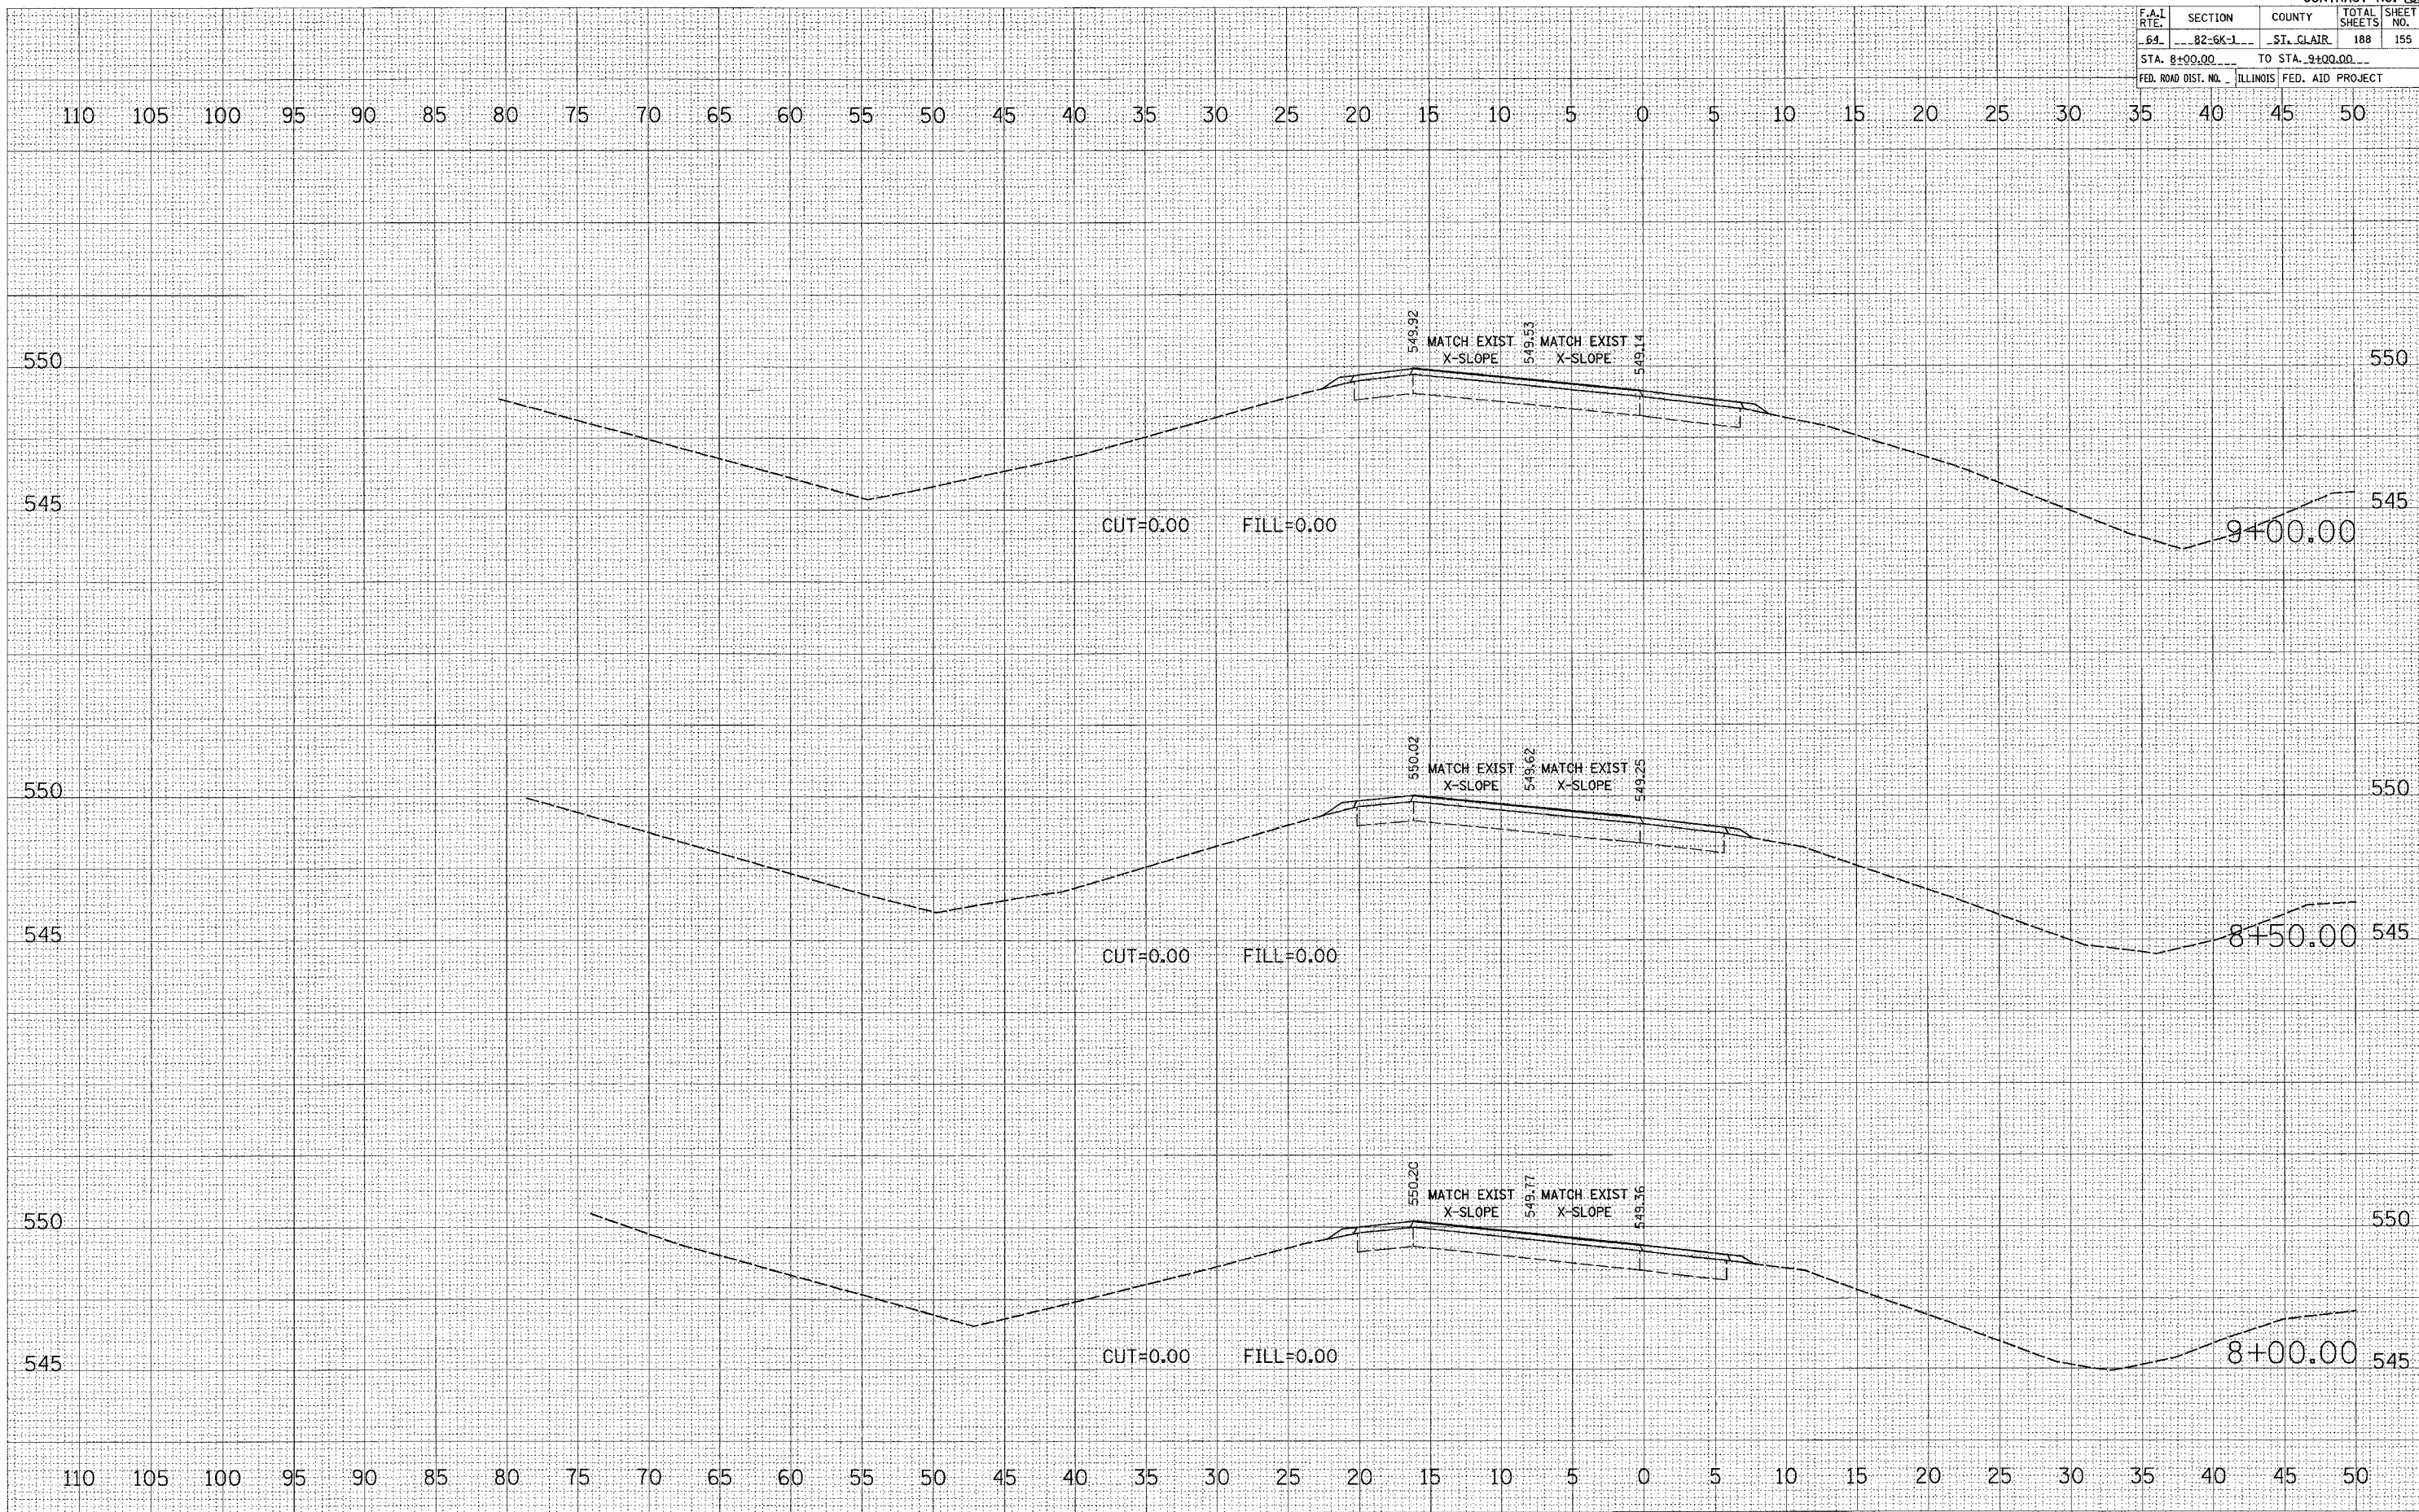 CONTRACT NO.
F.A.I. RTE. SECTION COUNTY TOTAL SHEETS SHEET NO.
64 82-6K-1 ST. CLAIR 188 155
STA. 8+00.00 TO STA. 9+00.00
FED. ROAD DIST. NO. ILLINOIS FED. AID PROJECT
110 105 100 95 90 85 80 75 70 65 60 55 50 45 40 35 30 25 20 15 10 5 0 5 10 15 20 25 30 35 40 45 50
549.92 549.53 549.14
MATCH EXIST MATCH EXIST
X-SLOPE X-SLOPE
550 550
545 545
CUT=0.00 FILL=0.00 9+00.00
550.02 549.62 549.25
MATCH EXIST MATCH EXIST
X-SLOPE X-SLOPE
550 550
545 8+50.00 545
CUT=0.00 FILL=0.00
550.20 549.77 549.36
MATCH EXIST MATCH EXIST
X-SLOPE X-SLOPE
550 550
545 545
CUT=0.00 FILL=0.00 8+00.00
110 105 100 95 90 85 80 75 70 65 60 55 50 45 40 35 30 25 20 15 10 5 0 5 10 15 20 25 30 35 40 45 50